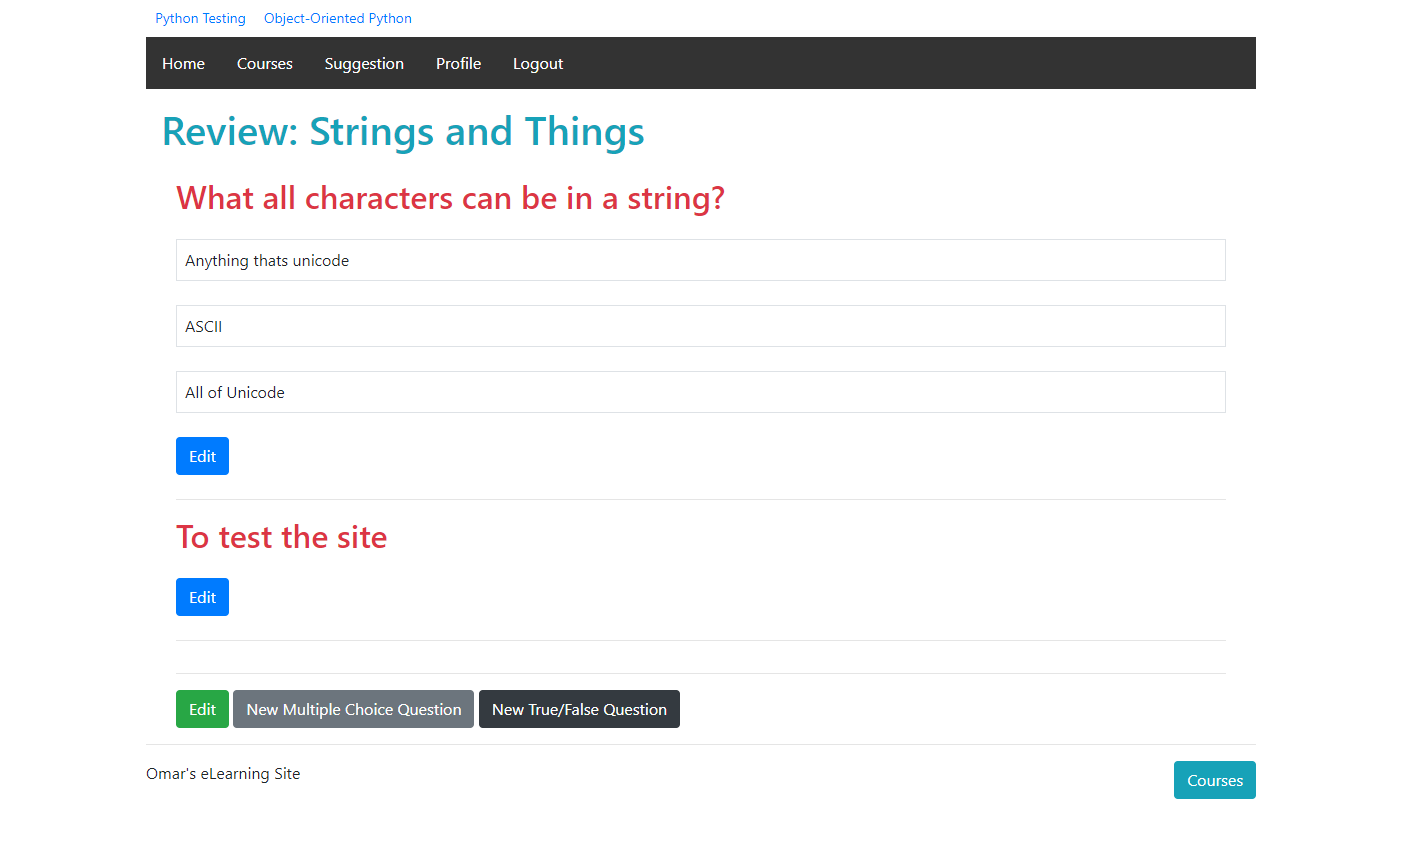 Python Testing Object-Oriented Python
Home Courses Suggestion Profile Logout
Review: Strings and Things
What all characters can be in a string?
Anything thats unicode
ASCII
All of Unicode
Edit
To test the site
Edit
Edit New Multiple Choice Question New True/False Question
Omar's eLearning Site Courses